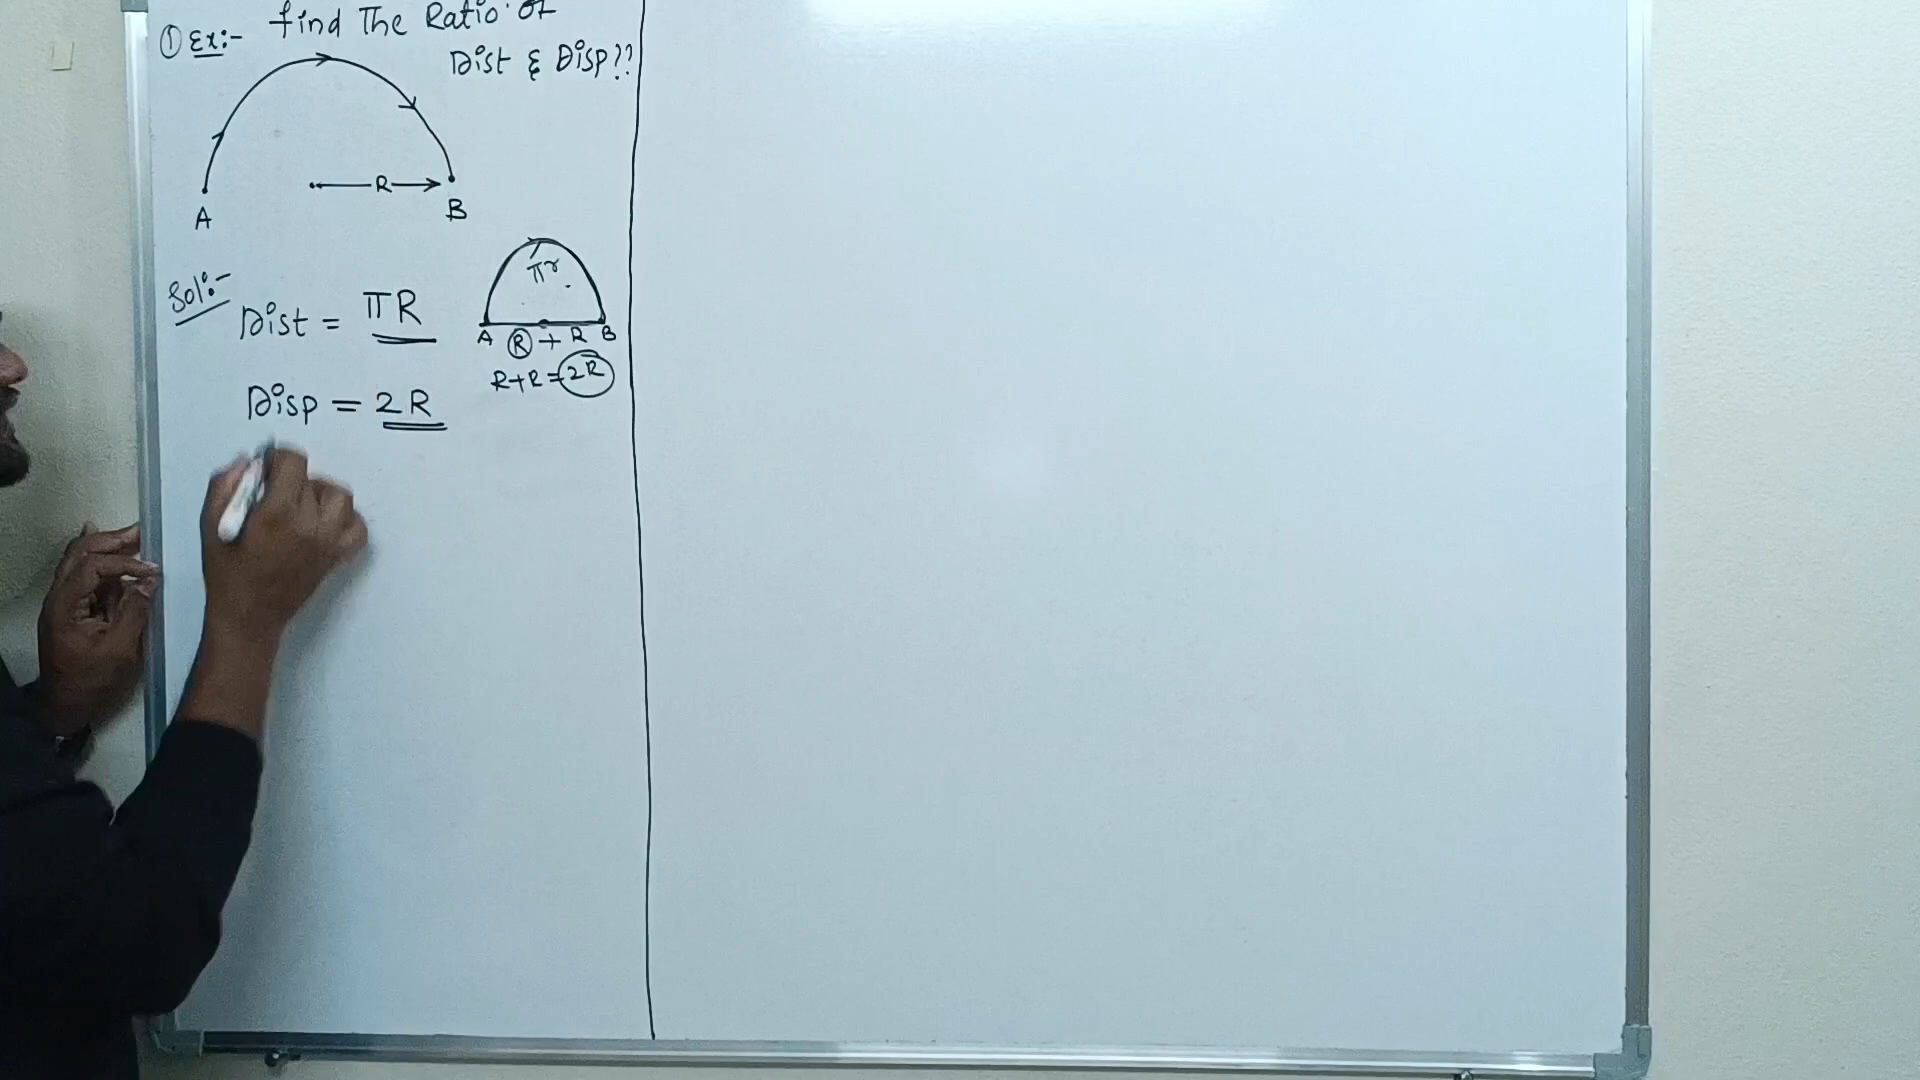 ① Ex:- find The Ratio of
Dist & Disp??
R
A
B
Sol:-
Dist = πR
πr
A R + R B
R+R = 2R
Disp = 2R